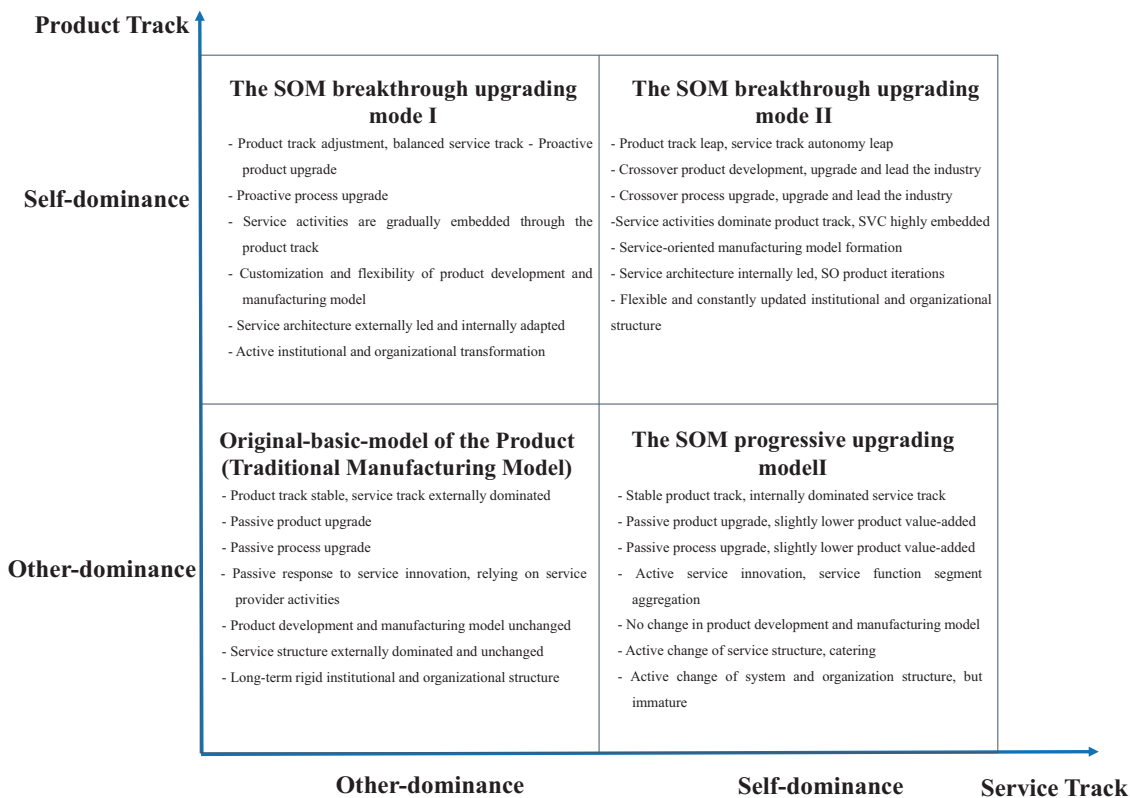 Product Track
The SOM breakthrough upgrading
mode I
- Product track adjustment, balanced service track - Proactive
product upgrade
- Proactive process upgrade
- Service activities are gradually embedded through the
product track
- Customization and flexibility of product development and
manufacturing model
- Service architecture externally led and internally adapted
- Active institutional and organizational transformation
The SOM breakthrough upgrading
mode II
- Product track leap, service track autonomy leap
- Crossover product development, upgrade and lead the industry
- Crossover process upgrade, upgrade and lead the industry
-Service activities dominate product track, SVC highly embedded
- Service-oriented manufacturing model formation
- Service architecture internally led, SO product iterations
- Flexible and constantly updated institutional and organizational
structure
Self-dominance
Original-basic-model of the Product
(Traditional Manufacturing Model)
- Product track stable, service track externally dominated
- Passive product upgrade
- Passive process upgrade
- Passive response to service innovation, relying on service
provider activities
- Product development and manufacturing model unchanged
- Service structure externally dominated and unchanged
- Long-term rigid institutional and organizational structure
The SOM progressive upgrading
modelI
- Stable product track, internally dominated service track
- Passive product upgrade, slightly lower product value-added
- Passive process upgrade, slightly lower product value-added
- Active service innovation, service function segment
aggregation
- No change in product development and manufacturing model
- Active change of service structure, catering
- Active change of system and organization structure, but
immature
Other-dominance
Other-dominance
Self-dominance
Service Track